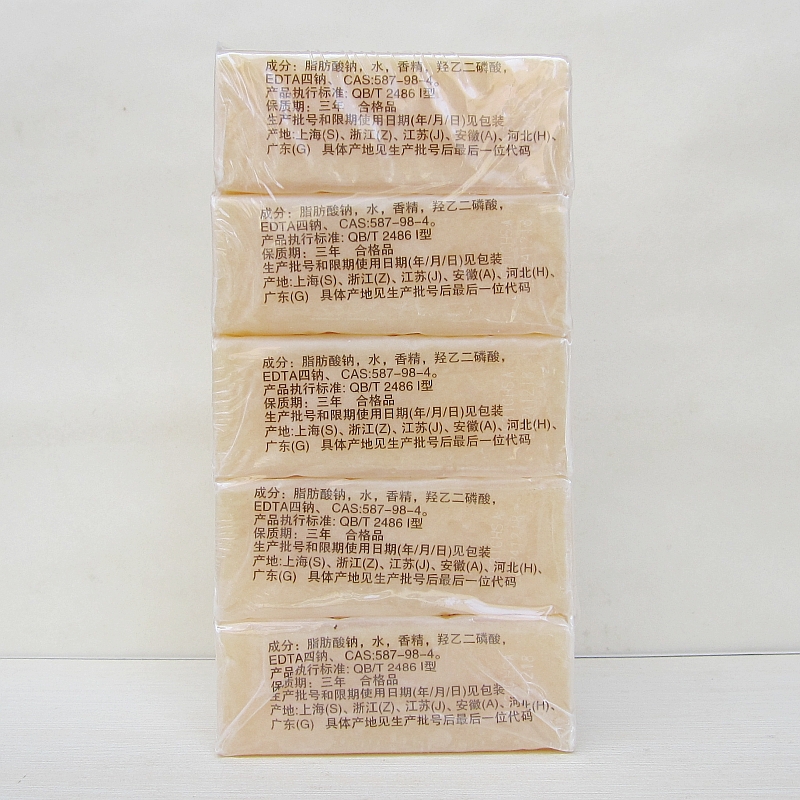 成分：脂肪酸钠，水，香精，羟乙二磷酸，
EDTA四钠、 CAS:587-98-4。
产品执行标准: QB/T 2486 I型
保质期：三年 合格品
生产批号和限期使用日期(年/月/日)见包装
产地:上海(S)、浙江(Z)、江苏(J)、安徽(A)、河北(H)、
广东(G) 具体产地见生产批号后最后一位代码
成分：脂肪酸钠，水，香精，羟乙二磷酸，
EDTA四钠、 CAS:587-98-4。
产品执行标准: QB/T 2486 I型
保质期：三年 合格品
生产批号和限期使用日期(年/月/日)见包装
产地:上海(S)、浙江(Z)、江苏(J)、安徽(A)、河北(H)、
广东(G) 具体产地见生产批号后最后一位代码
成分：脂肪酸钠，水，香精，羟乙二磷酸，
EDTA四钠、 CAS:587-98-4。
产品执行标准: QB/T 2486 I型
保质期：三年 合格品
生产批号和限期使用日期(年/月/日)见包装
产地:上海(S)、浙江(Z)、江苏(J)、安徽(A)、河北(H)、
广东(G) 具体产地见生产批号后最后一位代码
成分：脂肪酸钠，水，香精，羟乙二磷酸，
EDTA四钠、 CAS:587-98-4。
产品执行标准: QB/T 2486 I型
保质期：三年 合格品
生产批号和限期使用日期(年/月/日)见包装
产地:上海(S)、浙江(Z)、江苏(J)、安徽(A)、河北(H)、
广东(G) 具体产地见生产批号后最后一位代码
成分：脂肪酸钠，水，香精，羟乙二磷酸，
EDTA四钠、 CAS:587-98-4。
产品执行标准: QB/T 2486 I型
保质期：三年 合格品
生产批号和限期使用日期(年/月/日)见包装
产地:上海(S)、浙江(Z)、江苏(J)、安徽(A)、河北(H)、
广东(G) 具体产地见生产批号后最后一位代码